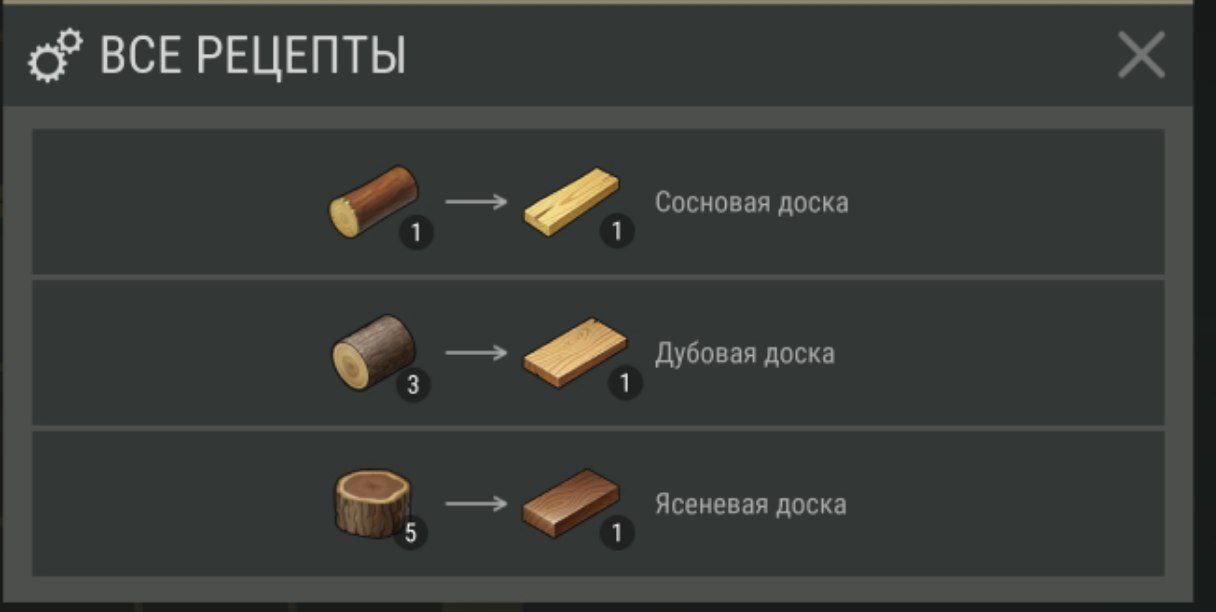 ВСЕ РЕЦЕПТЫ
1 1 Сосновая доска
3 1 Дубовая доска
5 1 Ясеневая доска